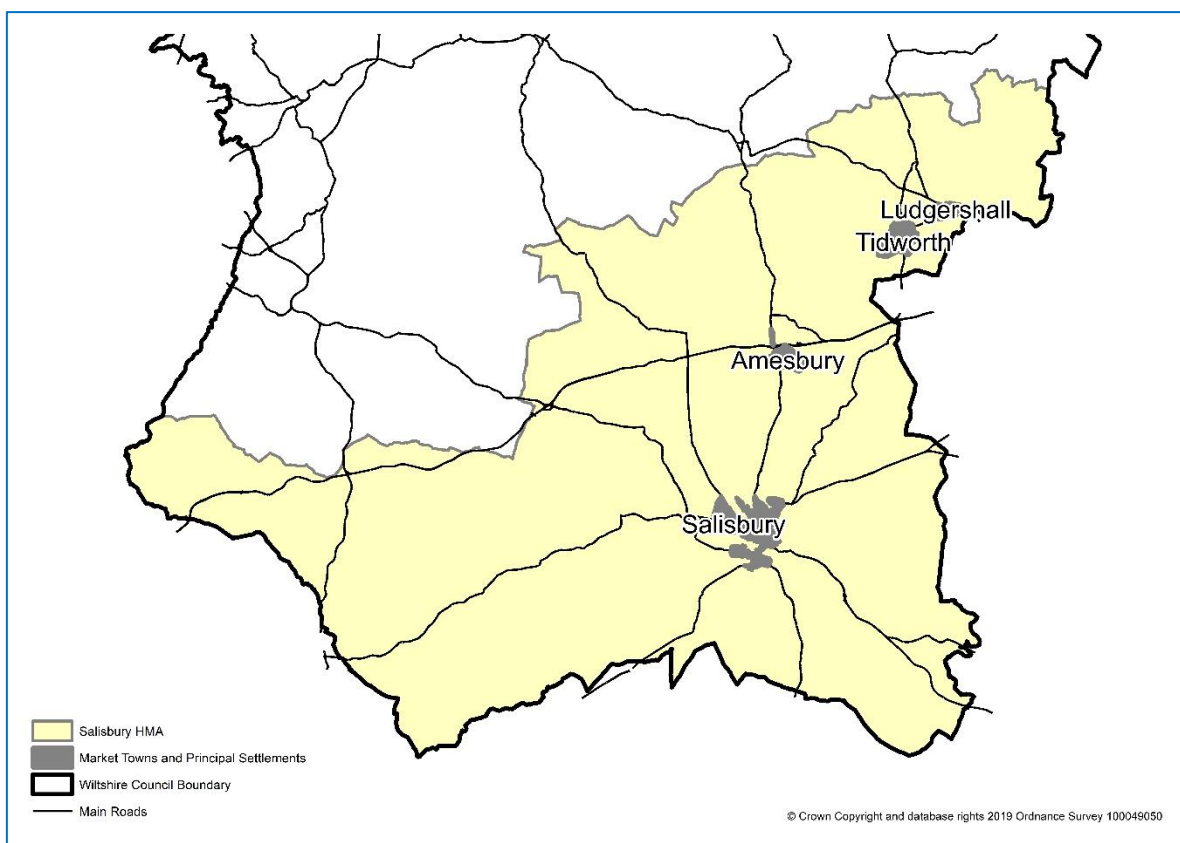 Ludgershall
Tidworth
Amesbury
Salisbury
Salisbury HMA
Market Towns and Principal Settlements
Wiltshire Council Boundary
Main Roads
© Crown Copyright and database rights 2019 Ordnance Survey 100049050